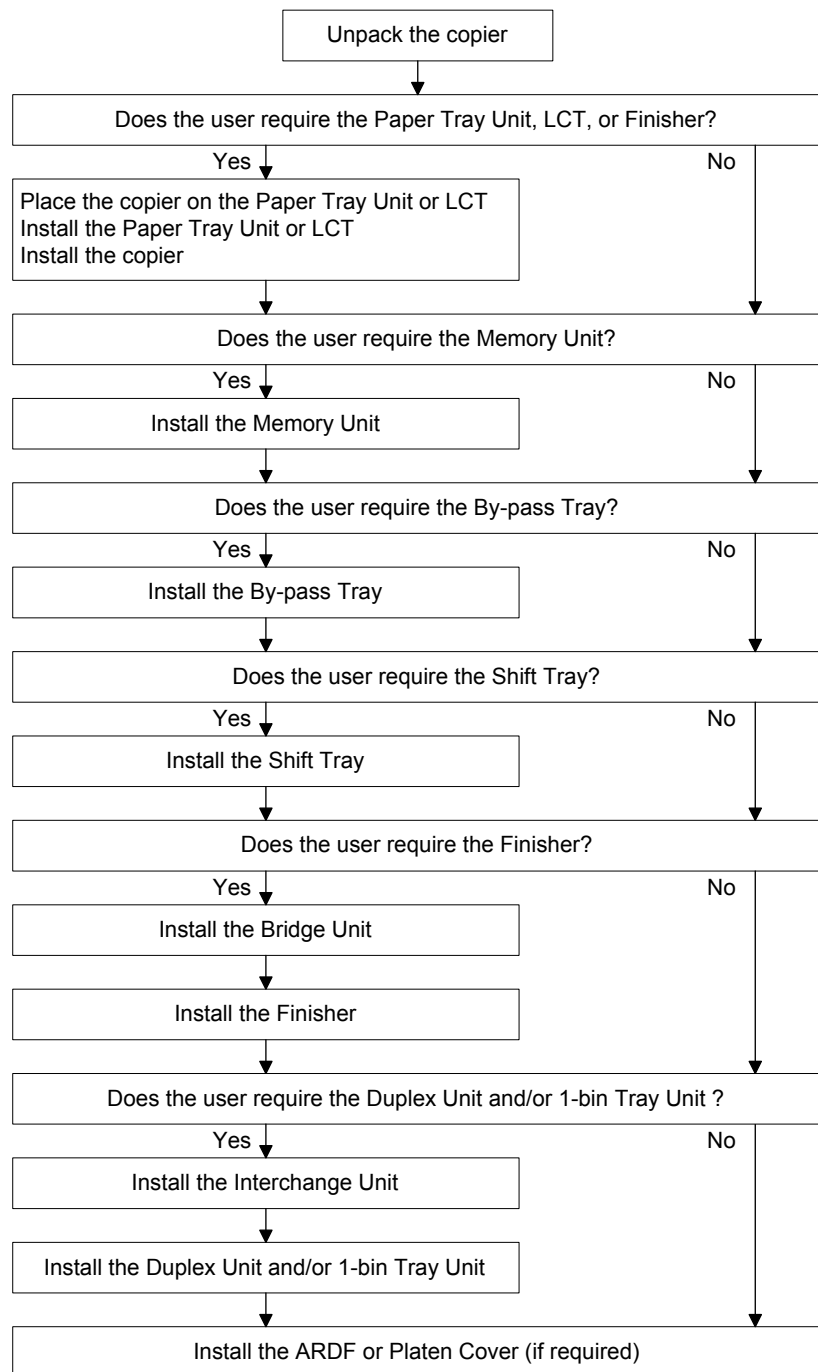 Unpack the copier
Does the user require the Paper Tray Unit, LCT, or Finisher?
Yes
No
Place the copier on the Paper Tray Unit or LCT
Install the Paper Tray Unit or LCT
Install the copier
Does the user require the Memory Unit?
Yes
No
Install the Memory Unit
Does the user require the By-pass Tray?
Yes
No
Install the By-pass Tray
Does the user require the Shift Tray?
Yes
No
Install the Shift Tray
Does the user require the Finisher?
Yes
No
Install the Bridge Unit
Install the Finisher
Does the user require the Duplex Unit and/or 1-bin Tray Unit ?
Yes
No
Install the Interchange Unit
Install the Duplex Unit and/or 1-bin Tray Unit
Install the ARDF or Platen Cover (if required)